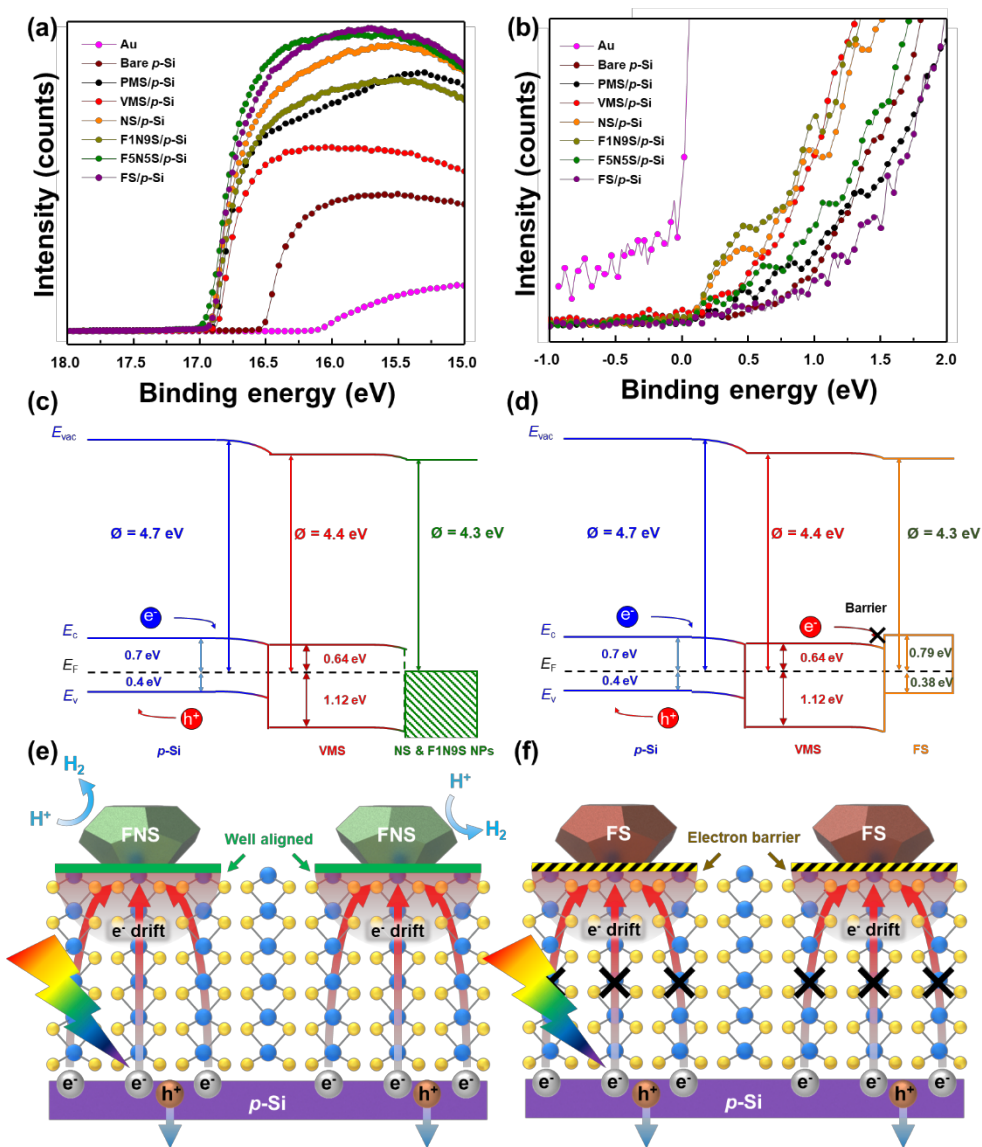 (a)
Au
Bare p-Si
PMS/p-Si
VMS/p-Si
NS/p-Si
F1N9S/p-Si
F5N5S/p-Si
FS/p-Si
Intensity (counts)
18.0 17.5 17.0 16.5 16.0 15.5 15.0
Binding energy (eV)
(b)
Au
Bare p-Si
PMS/p-Si
VMS/p-Si
NS/p-Si
F1N9S/p-Si
F5N5S/p-Si
FS/p-Si
Intensity (counts)
-1.0 -0.5 0.0 0.5 1.0 1.5 2.0
Binding energy (eV)
(c)
Evac
Ø = 4.7 eV
Ø = 4.4 eV
Ø = 4.3 eV
e-
Ec
0.7 eV
0.64 eV
EF
0.4 eV
Ev
1.12 eV
h+
p-Si
VMS
NS & F1N9S NPs
(d)
Evac
Ø = 4.7 eV
Ø = 4.4 eV
Ø = 4.3 eV
e-
e-
Barrier
Ec
0.7 eV
0.64 eV
0.79 eV
EF
0.4 eV
0.38 eV
Ev
1.12 eV
h+
p-Si
VMS
FS
(e)
H2
H+
H+
H2
FNS
FNS
Well aligned
e- drift
e- drift
e-
e-
e-
e-
e-
e-
h+
h+
p-Si
(f)
FS
FS
Electron barrier
e- drift
e- drift
e-
e-
e-
e-
e-
e-
h+
h+
p-Si